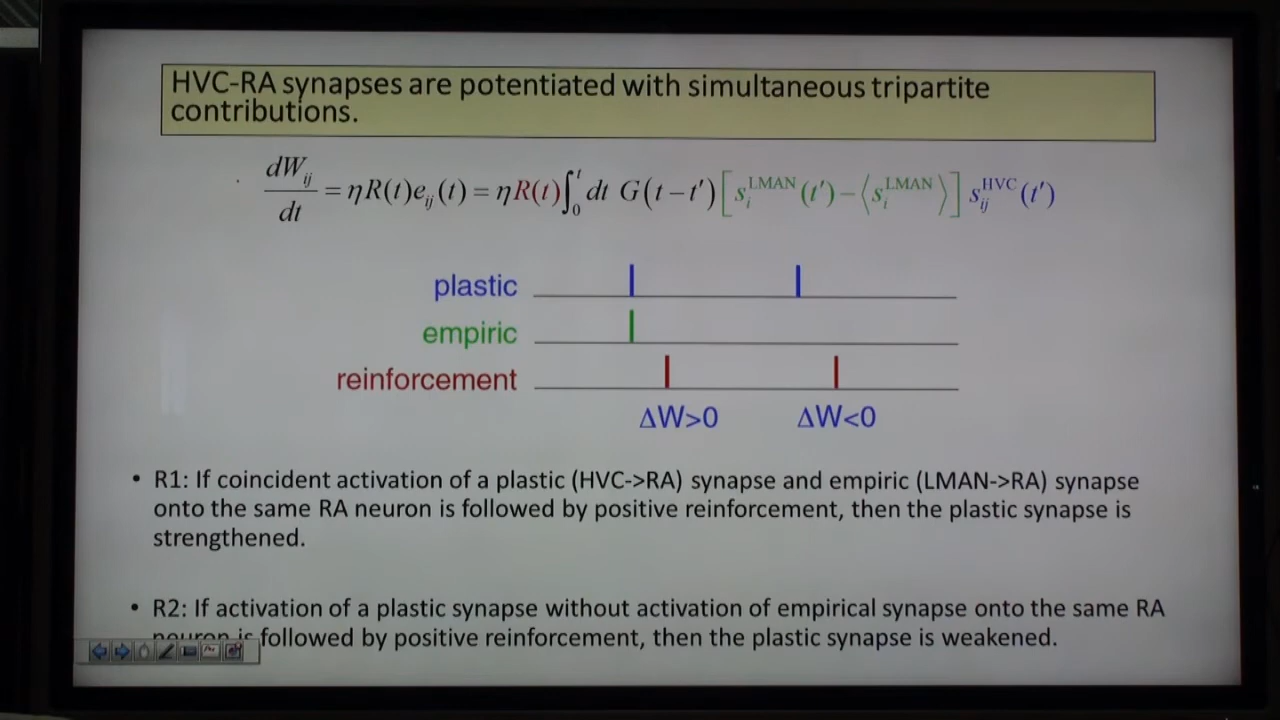 HVC-RA synapses are potentiated with simultaneous tripartite
contributions.
dW_ij/dt = ηR(t)e_ij(t) = ηR(t)∫_0^t dt G(t−t′)[s_i^LMAN(t′)−⟨s_i^LMAN⟩] s_ij^HVC(t′)
plastic
empiric
reinforcement
ΔW>0 ΔW<0
• R1: If coincident activation of a plastic (HVC->RA) synapse and empiric (LMAN->RA) synapse
onto the same RA neuron is followed by positive reinforcement, then the plastic synapse is
strengthened.
• R2: If activation of a plastic synapse without activation of empirical synapse onto the same RA
neuron is followed by positive reinforcement, then the plastic synapse is weakened.